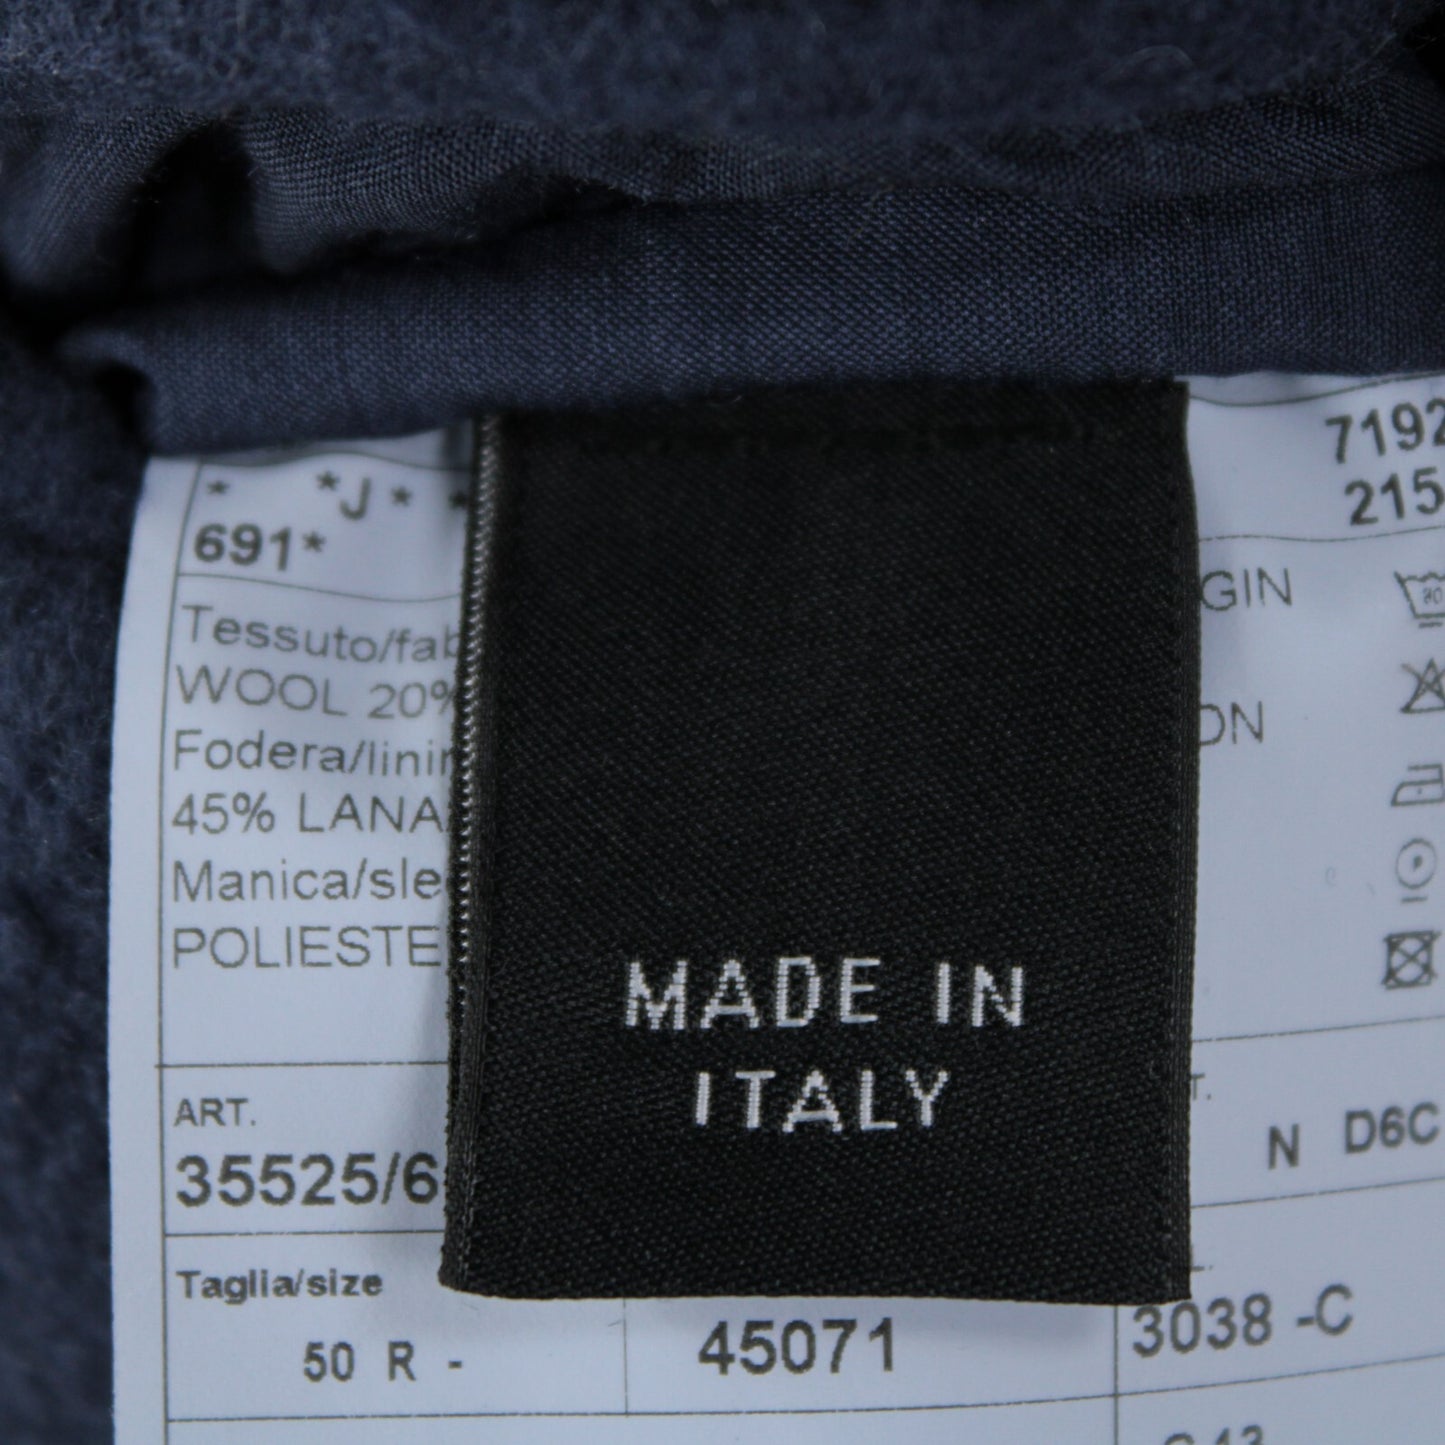 * *J * *
691*
7192
215
Tessuto/fab
WOOL 20%
GIN
Fodera/linin
ON
45% LANA
Manica/sle
POLIESTE
MADE IN
ITALY
ART.
35525/6
N D6C
Taglia/size
50 R -
45071
3038 -C